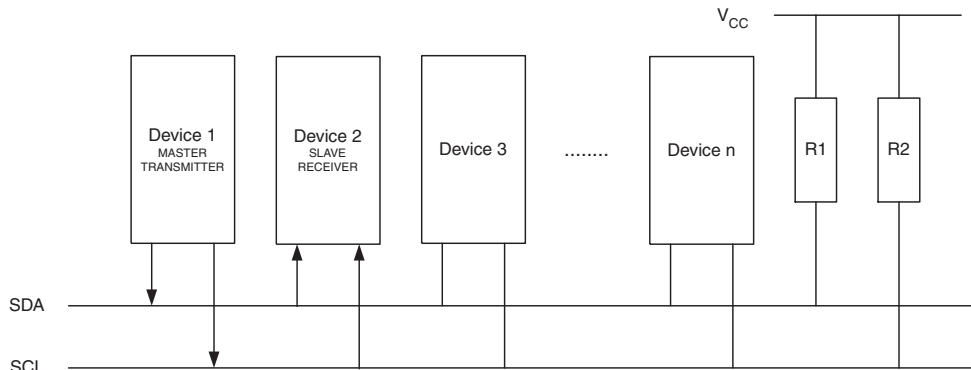 VCC
Device 1
MASTER
TRANSMITTER
Device 2
SLAVE
RECEIVER
Device 3
........
Device n
R1
R2
SDA
SCL